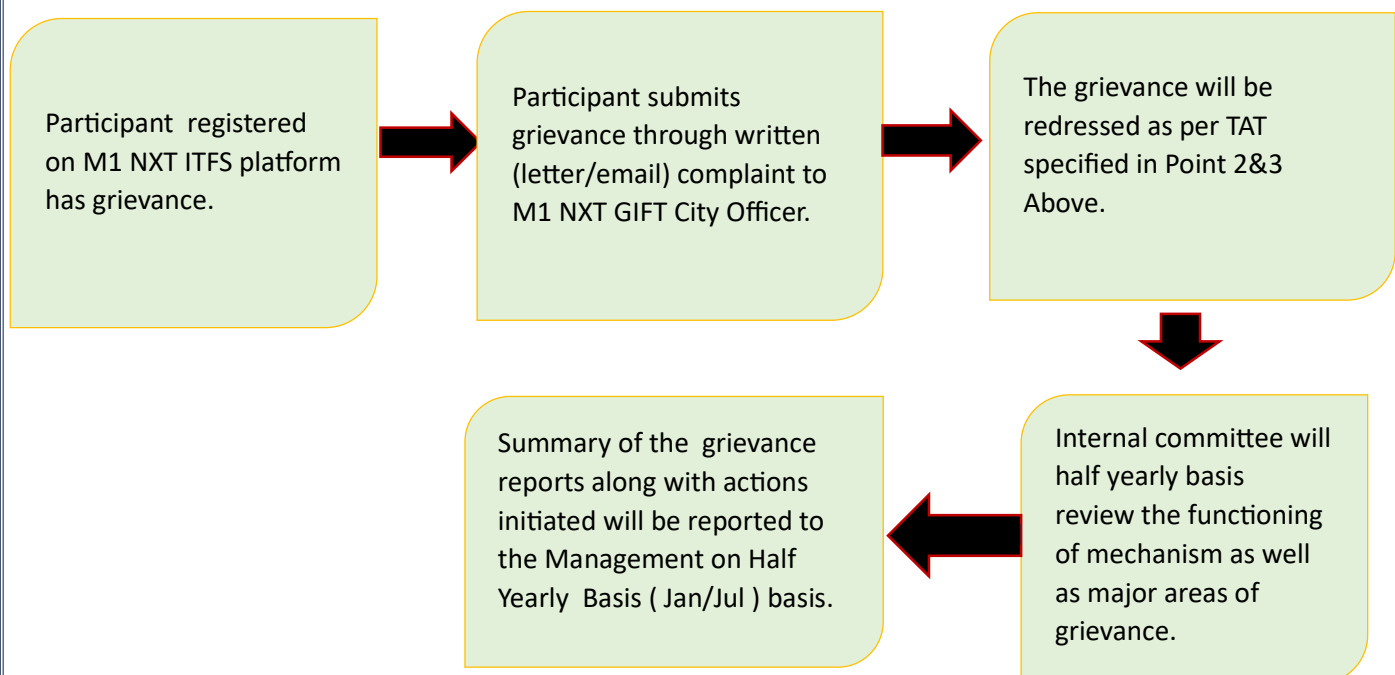 Participant registered
on M1 NXT ITFS platform
has grievance.
Participant submits
grievance through written
(letter/email) complaint to
M1 NXT GIFT City Officer.
The grievance will be
redressed as per TAT
specified in Point 2&3
Above.
Internal committee will
half yearly basis
review the functioning
of mechanism as well
as major areas of
grievance.
Summary of the grievance
reports along with actions
initiated will be reported to
the Management on Half
Yearly Basis ( Jan/Jul ) basis.